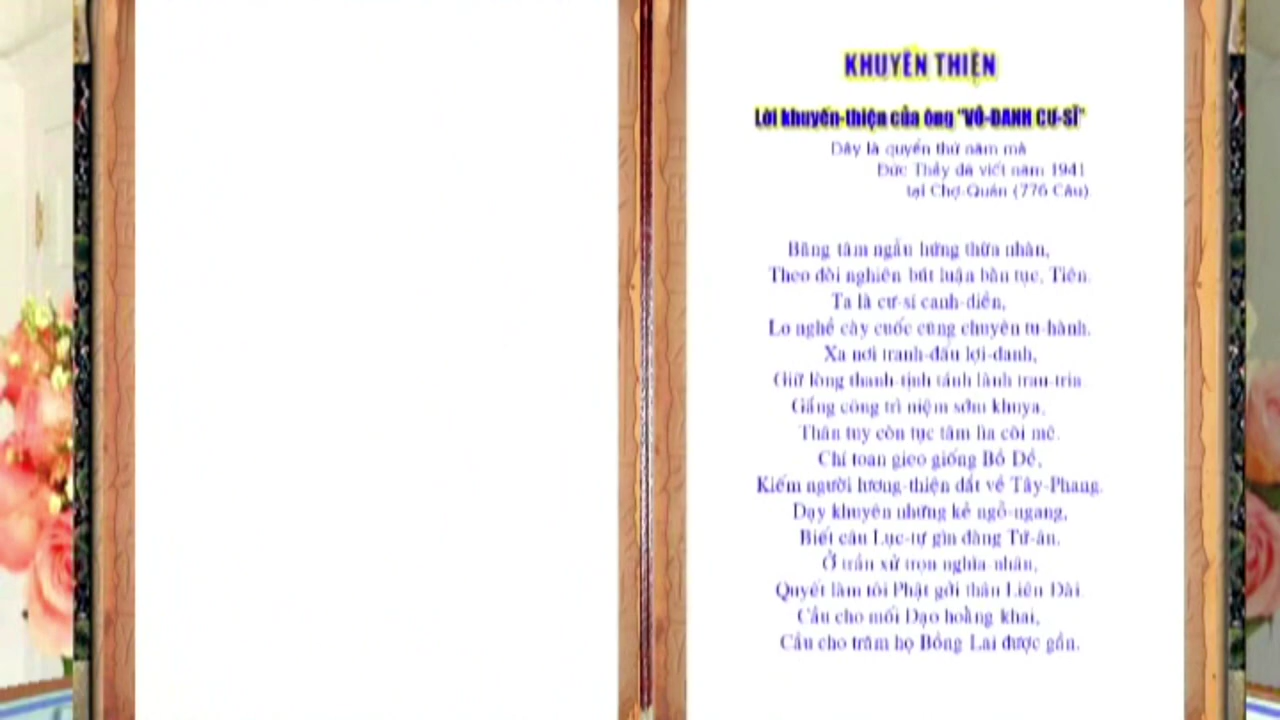 KHUYẾN THIỆN
Lời khuyến-thiện của ông "VÔ-DANH CƯ-SĨ"
Đây là quyển thứ năm mà
Đức Thầy đã viết năm 1941
tại Chợ-Quán (776 Câu)
Băng tâm ngẫu hứng thừa nhàn,
Theo đòi nghiên bút luận bàn tục, Tiên.
Ta là cư-sĩ canh-điền,
Lo nghề cày cuốc cũng chuyên tu-hành.
Xa nơi tranh-đấu lợi-danh,
Giữ lòng thanh-tịnh tánh lành trau-tria
Gắng công trì niệm sớm khuya,
Thân tuy còn tục tâm lìa cõi mê.
Chí toan gieo giống Bồ Đề,
Kiếm người lương-thiện dắt về Tây-Phang.
Dạy khuyên những kẻ ngỗ-ngang,
Biết câu Lục-tự gìn đàng Tứ-ân.
Ở trần xử trọn nghĩa-nhân,
Quyết làm tôi Phật gởi thân Liên Đài
Cầu cho mối Đạo hoằng khai,
Cầu cho trăm họ Bồng Lai được gần.